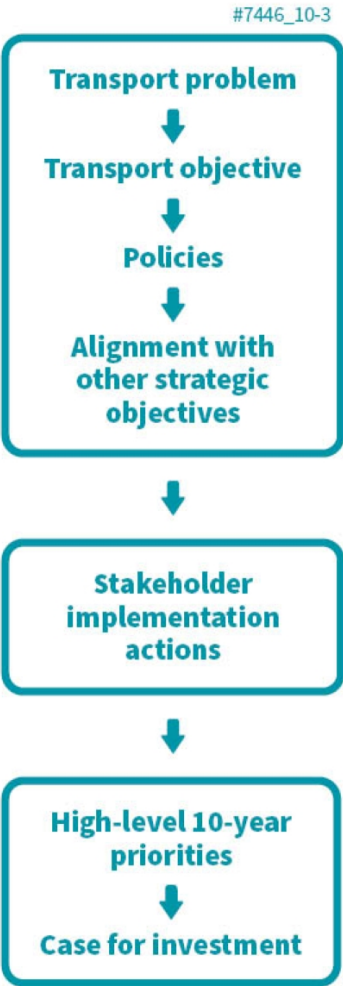 #7446_10-3
Transport problem
Transport objective
Policies
Alignment with
other strategic
objectives
Stakeholder
implementation
actions
High-level 10-year
priorities
Case for investment